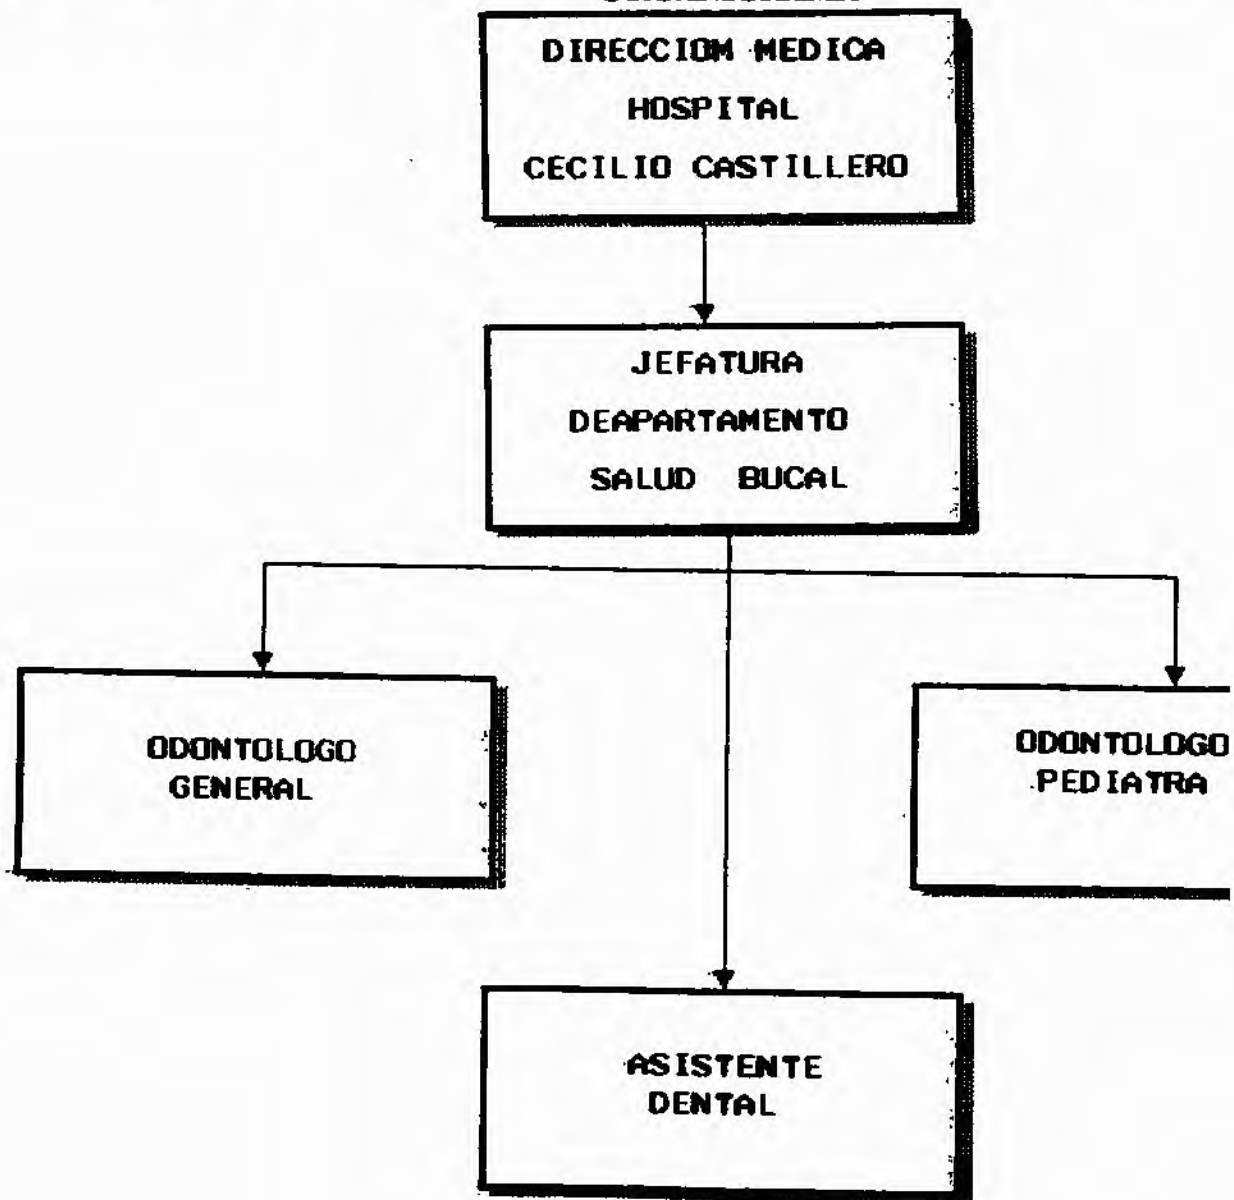 DIRECCIOM MEDICA
HOSPITAL
CECILIO CASTILLERO
JEFATURA
DEAPARTAMENTO
SALUD BUCAL
ODONTOLOGO
GENERAL
ODONTOLOGO
PEDIATRA
ASISTENTE
DENTAL